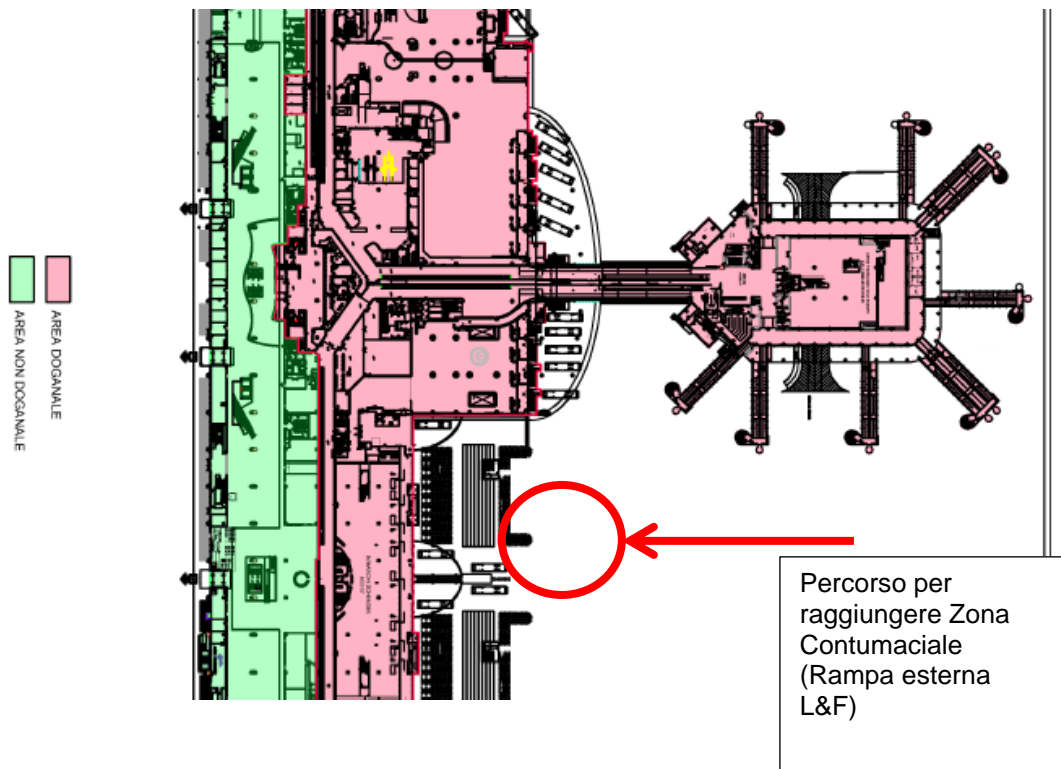 AREA DOGANALE
AREA NON DOGANALE
Percorso per
raggiungere Zona
Contumaciale
(Rampa esterna
L&F)